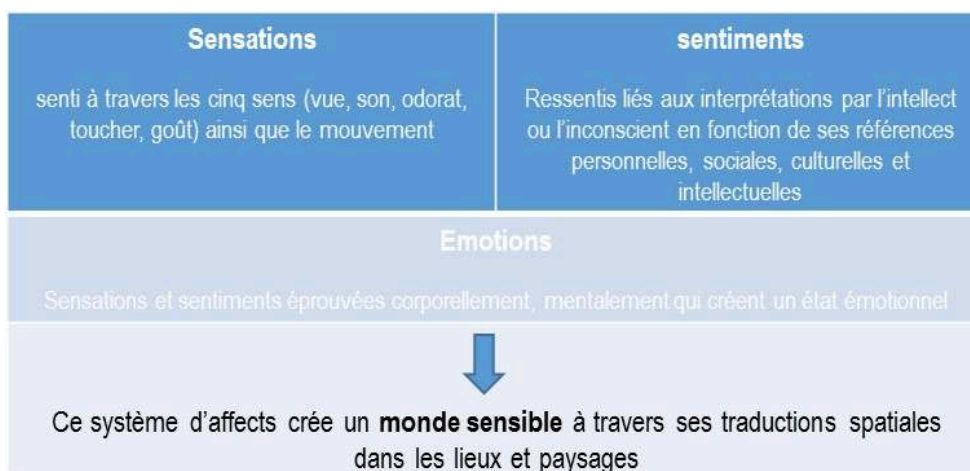 Sensations
senti à travers les cinq sens (vue, son, odorat,
toucher, goût) ainsi que le mouvement
sentiments
Ressentis liés aux interprétations par l'intellect
ou l'inconscient en fonction de ses références
personnelles, sociales, culturelles et
intellectuelles
Emotions
Sensations et sentiments éprouvées corporellement, mentalement qui créent un état émotionnel
Ce système d'affects crée un monde sensible à travers ses traductions spatiales
dans les lieux et paysages